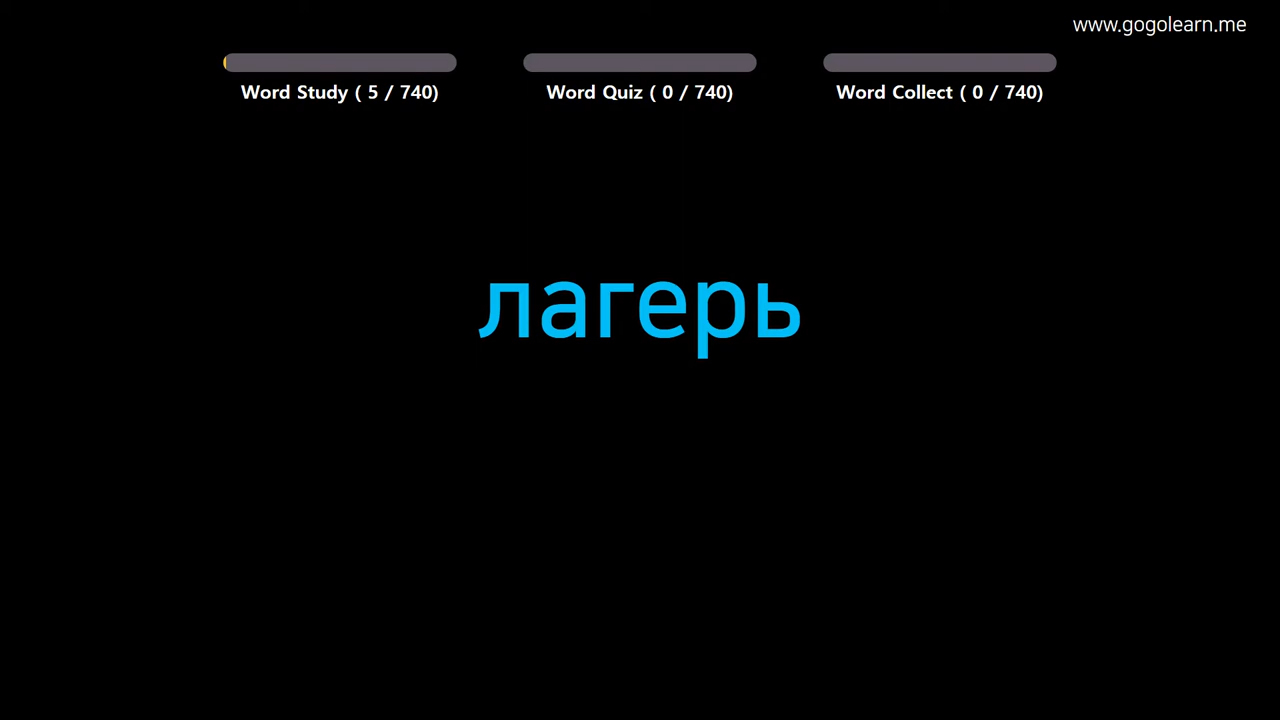 www.gogolearn.me
Word Study ( 5 / 740)
Word Quiz ( 0 / 740)
Word Collect ( 0 / 740)
лагерь